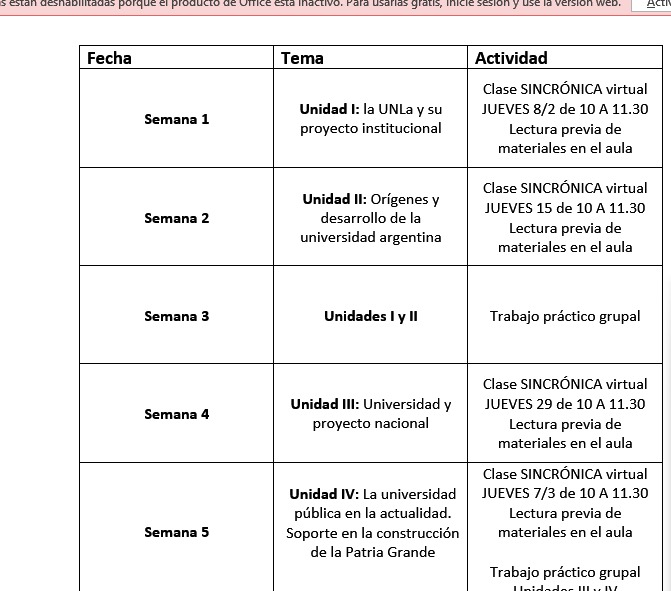 s están deshabilitadas porque el producto de Office está inactivo. Para usarlas gratis, inicie sesión y use la versión web.
Fecha Tema Actividad
Semana 1
Unidad I: la UNLa y su
proyecto institucional
Clase SINCRÓNICA virtual
JUEVES 8/2 de 10 A 11.30
Lectura previa de
materiales en el aula
Semana 2
Unidad II: Orígenes y
desarrollo de la
universidad argentina
Clase SINCRÓNICA virtual
JUEVES 15 de 10 A 11.30
Lectura previa de
materiales en el aula
Semana 3
Unidades I y II
Trabajo práctico grupal
Semana 4
Unidad III: Universidad y
proyecto nacional
Clase SINCRÓNICA virtual
JUEVES 29 de 10 A 11.30
Lectura previa de
materiales en el aula
Semana 5
Unidad IV: La universidad
pública en la actualidad.
Soporte en la construcción
de la Patria Grande
Clase SINCRÓNICA virtual
JUEVES 7/3 de 10 A 11.30
Lectura previa de
materiales en el aula
Trabajo práctico grupal
Unidades III y IV